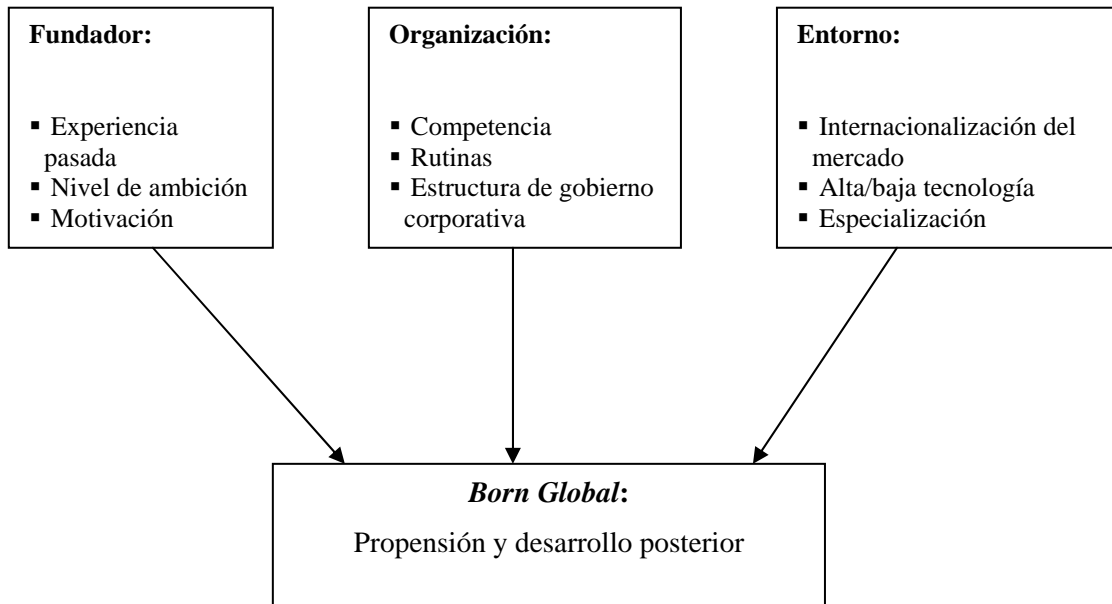 Fundador:
▪ Experiencia
pasada
▪ Nivel de ambición
▪ Motivación
Organización:
▪ Competencia
▪ Rutinas
▪ Estructura de gobierno
corporativa
Entorno:
▪ Internacionalización del
mercado
▪ Alta/baja tecnología
▪ Especialización
Born Global:
Propensión y desarrollo posterior